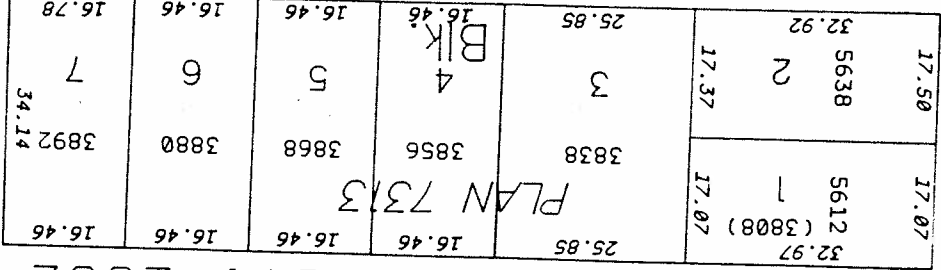 32.97 25.85 16.46 16.46 16.46 16.46
(3808)
17.07 5612 1 17.07 PLAN 7313
3838 3856 3868 3880 3892 34.14
17.50 5638 2 17.37 3 4 5 6 7
Blk.
32.92 25.85 16.46 16.46 16.46 16.78